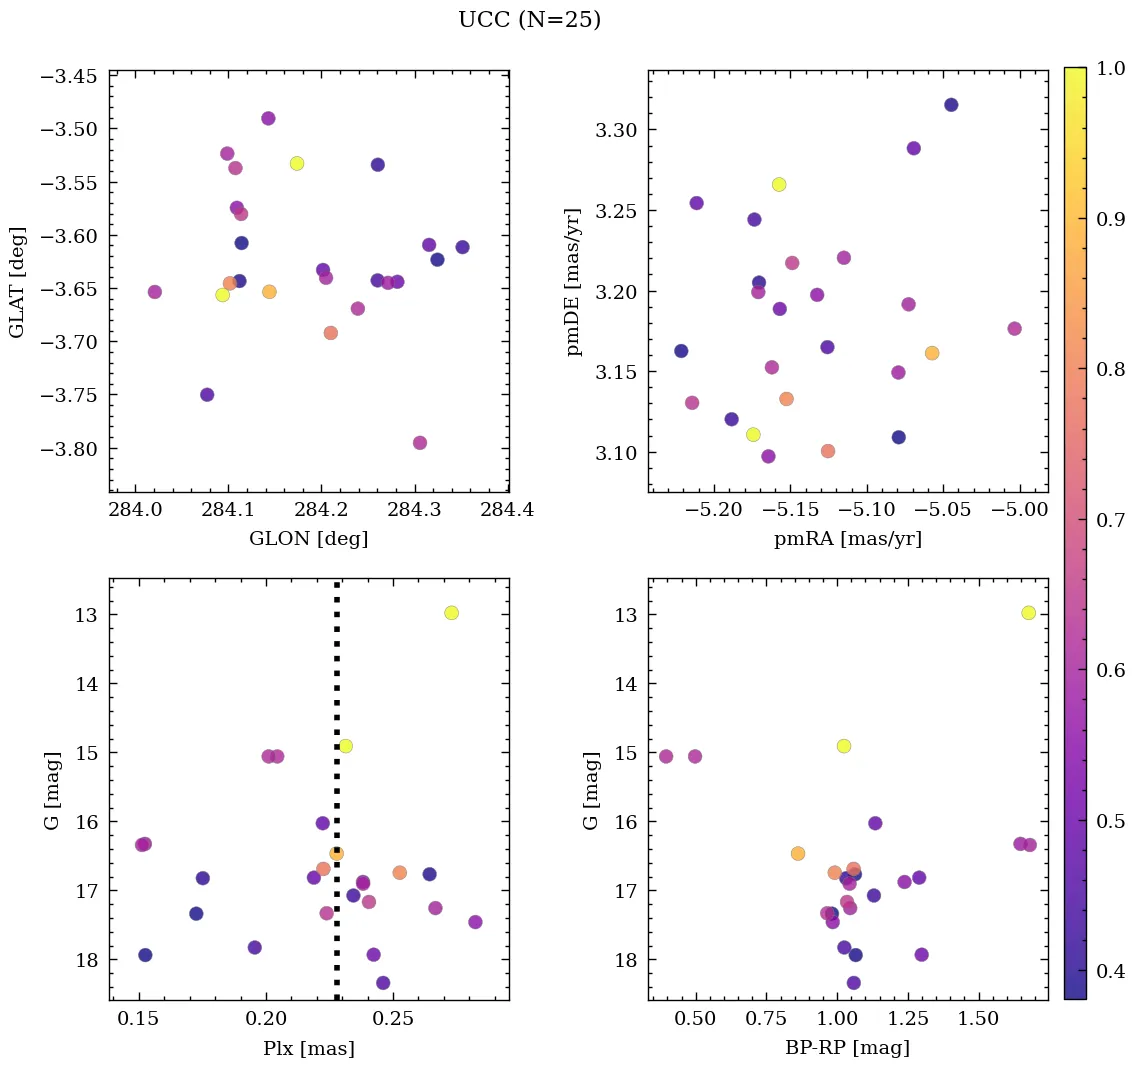 UCC (N=25)
−3.45
−3.50
−3.55
−3.60
−3.65
−3.70
−3.75
−3.80
GLAT [deg]
284.0 284.1 284.2 284.3 284.4
GLON [deg]
3.30
3.25
3.20
3.15
3.10
pmDE [mas/yr]
−5.20 −5.15 −5.10 −5.05 −5.00
pmRA [mas/yr]
13
14
15
16
17
18
G [mag]
0.15 0.20 0.25
Plx [mas]
13
14
15
16
17
18
G [mag]
0.50 0.75 1.00 1.25 1.50
BP-RP [mag]
1.0
0.9
0.8
0.7
0.6
0.5
0.4